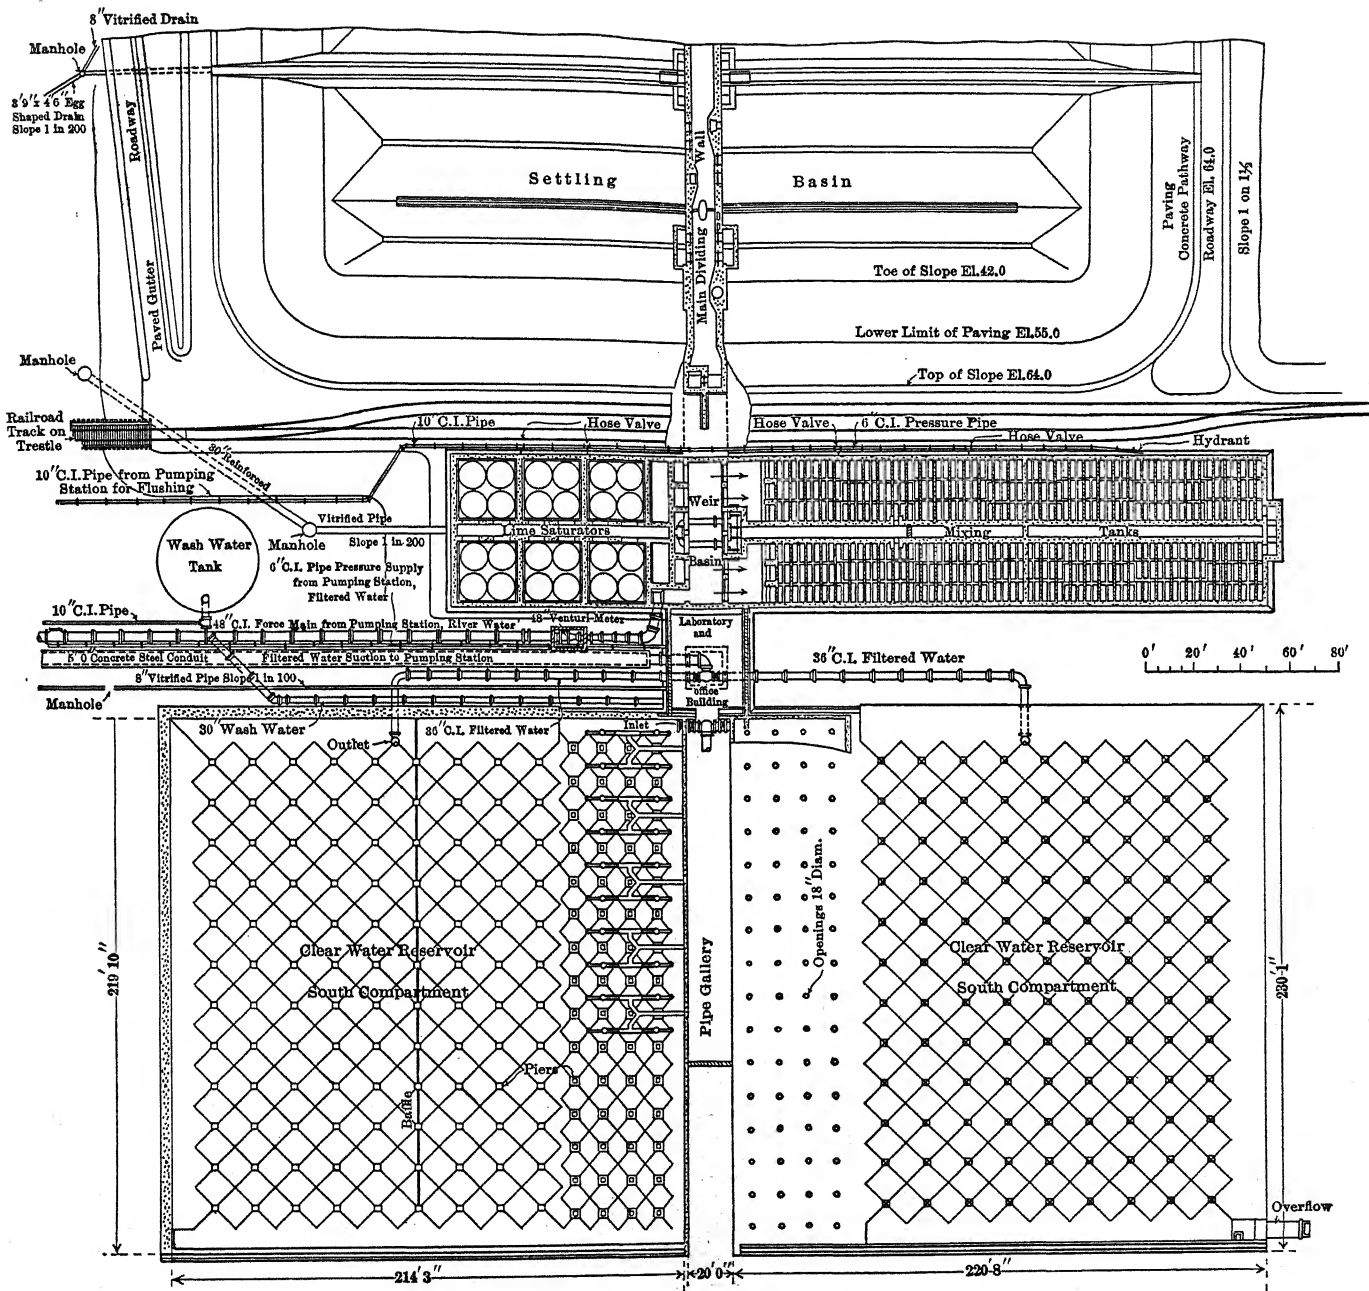 8" Vitrified Drain
Manhole
3'9" x 4'6" Egg
Shaped Drain
Slope 1 in 200
Roadway
Paved Gutter
Settling Basin
Main Dividing Wall
Toe of Slope El.42.0
Lower Limit of Paving El.55.0
Top of Slope El.64.0
Paving
Concrete Pathway
Roadway El. 64.0
Slope 1 on 1½
Manhole
Railroad
Track on
Trestle
30" Reinforced
10" C.I. Pipe
Hose Valve
Hose Valve
6" C.I. Pressure Pipe
Hose Valve
Hydrant
10" C.I. Pipe from Pumping
Station for Flushing
Vitrified Pipe
Slope 1 in 200
Manhole
Wash Water
Tank
6" C.I. Pipe Pressure Supply
from Pumping Station,
Filtered Water
Lime Saturators
Weir
Basin
Mixing Tanks
10" C.I. Pipe
48" C.I. Force Main from Pumping Station, River Water
48" Venturi-Meter
Laboratory
and
office
Building
5' 0" Concrete Steel Conduit Filtered Water Suction to Pumping Station
8" Vitrified Pipe Slope 1 in 100
Manhole
36" C.I. Filtered Water
0' 20' 40' 60' 80'
30" Wash Water
Outlet
36" C.I. Filtered Water
Inlet
Clear Water Reservoir
South Compartment
Piers
Baffle
Pipe Gallery
Openings 18" Diam.
Clear Water Reservoir
South Compartment
Overflow
219' 10"
230'-1"
214' 3"
20' 0"
220-8"